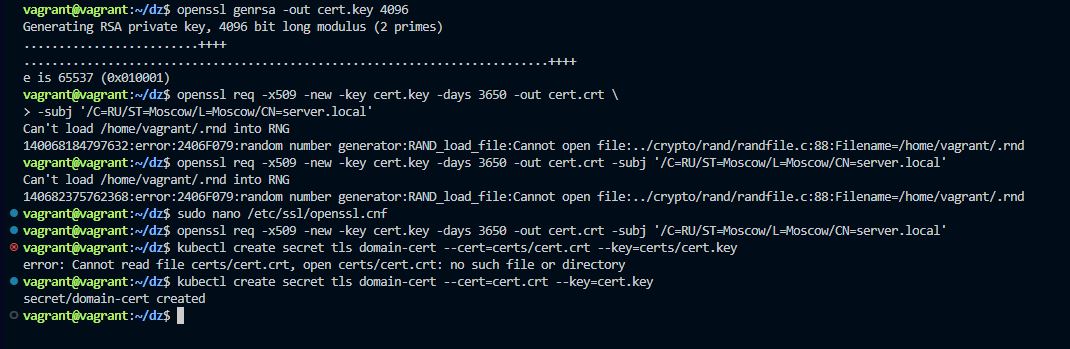 vagrant@vagrant:~/dz$ openssl genrsa -out cert.key 4096
Generating RSA private key, 4096 bit long modulus (2 primes)
..........................++++
...............................................................................++++
e is 65537 (0x010001)
vagrant@vagrant:~/dz$ openssl req -x509 -new -key cert.key -days 3650 -out cert.crt \
> -subj '/C=RU/ST=Moscow/L=Moscow/CN=server.local'
Can't load /home/vagrant/.rnd into RNG
140068184797632:error:2406F079:random number generator:RAND_load_file:Cannot open file:../crypto/rand/randfile.c:88:Filename=/home/vagrant/.rnd
vagrant@vagrant:~/dz$ openssl req -x509 -new -key cert.key -days 3650 -out cert.crt -subj '/C=RU/ST=Moscow/L=Moscow/CN=server.local'
Can't load /home/vagrant/.rnd into RNG
140682375762368:error:2406F079:random number generator:RAND_load_file:Cannot open file:../crypto/rand/randfile.c:88:Filename=/home/vagrant/.rnd
vagrant@vagrant:~/dz$ sudo nano /etc/ssl/openssl.cnf
vagrant@vagrant:~/dz$ openssl req -x509 -new -key cert.key -days 3650 -out cert.crt -subj '/C=RU/ST=Moscow/L=Moscow/CN=server.local'
vagrant@vagrant:~/dz$ kubectl create secret tls domain-cert --cert=certs/cert.crt --key=certs/cert.key
error: Cannot read file certs/cert.crt, open certs/cert.crt: no such file or directory
vagrant@vagrant:~/dz$ kubectl create secret tls domain-cert --cert=cert.crt --key=cert.key
secret/domain-cert created
vagrant@vagrant:~/dz$